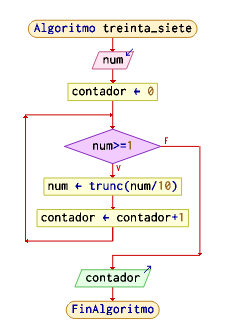 Algoritmo treinta_siete
num
contador ← 0
num>=1
F
V
num ← trunc(num/10)
contador ← contador+1
contador
FinAlgoritmo